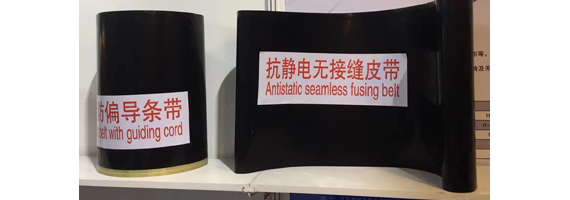 防偏导条带
belt with guiding cord
抗静电无接缝皮带
Antistatic seamless fusing belt